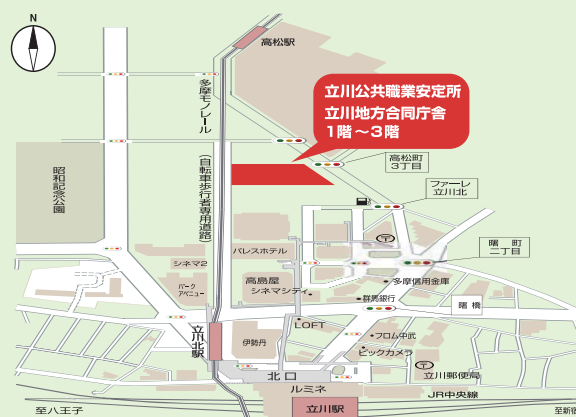 N
高松駅
多摩モノレール
立川公共職業安定所
立川地方合同庁舎
1階～3階
高松町
3丁目
ファーレ
立川北
昭和記念公園
(自転車歩行者専用道路)
曙町
二丁目
パレスホテル
シネマ2
パーク
アベニュー
高島屋
シネマシティ
多摩信用金庫
群馬銀行
曙橋
LOFT
立川北駅
伊勢丹
フロム中武
ビックカメラ
立川郵便局
北口
ルミネ
JR中央線
至八王子
立川駅
至新宿